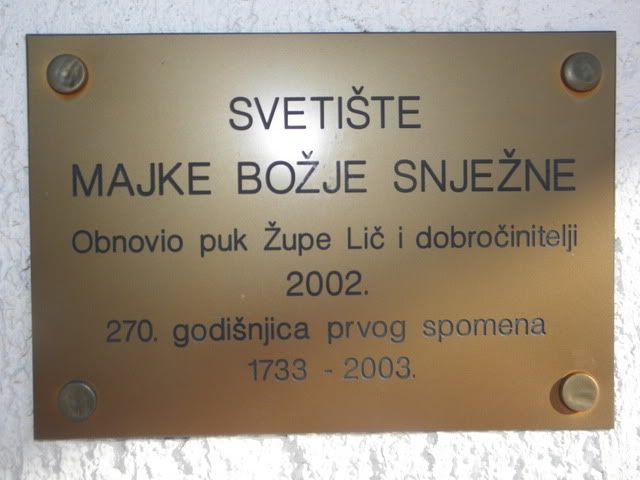 SVETIŠTE
MAJKE BOŽJE SNJEŽNE
Obnovio puk Župe Lič i dobročinitelji
2002.
270. godišnjica prvog spomena
1733 - 2003.